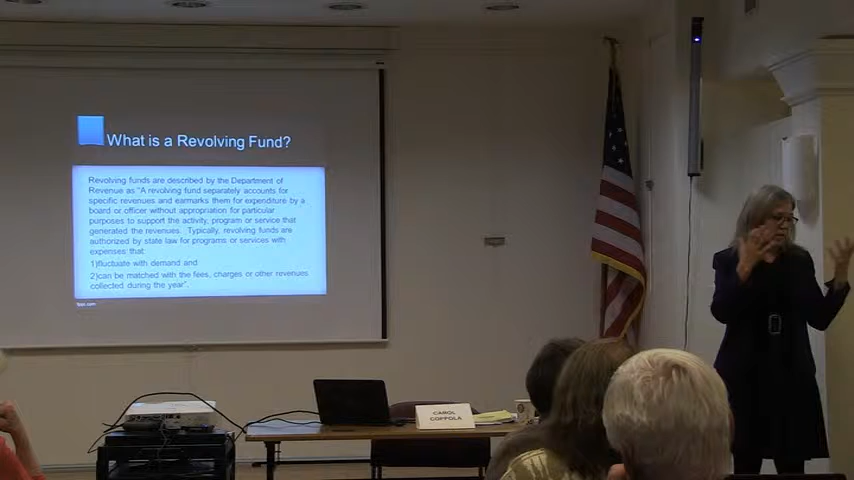 What is a Revolving Fund?
Revolving funds are described by the Department of
Revenue as "A revolving fund separately accounts for
specific revenues and earmarks them for expenditure by a
board or officer without appropriation for particular
purposes to support the activity, program or service that
generated the revenues. Typically, revolving funds are
authorized by state law for programs or services with
expenses that:
1)fluctuate with demand and
2)can be matched with the fees, charges or other revenues
collected during the year".
CAROL
COPPOLA